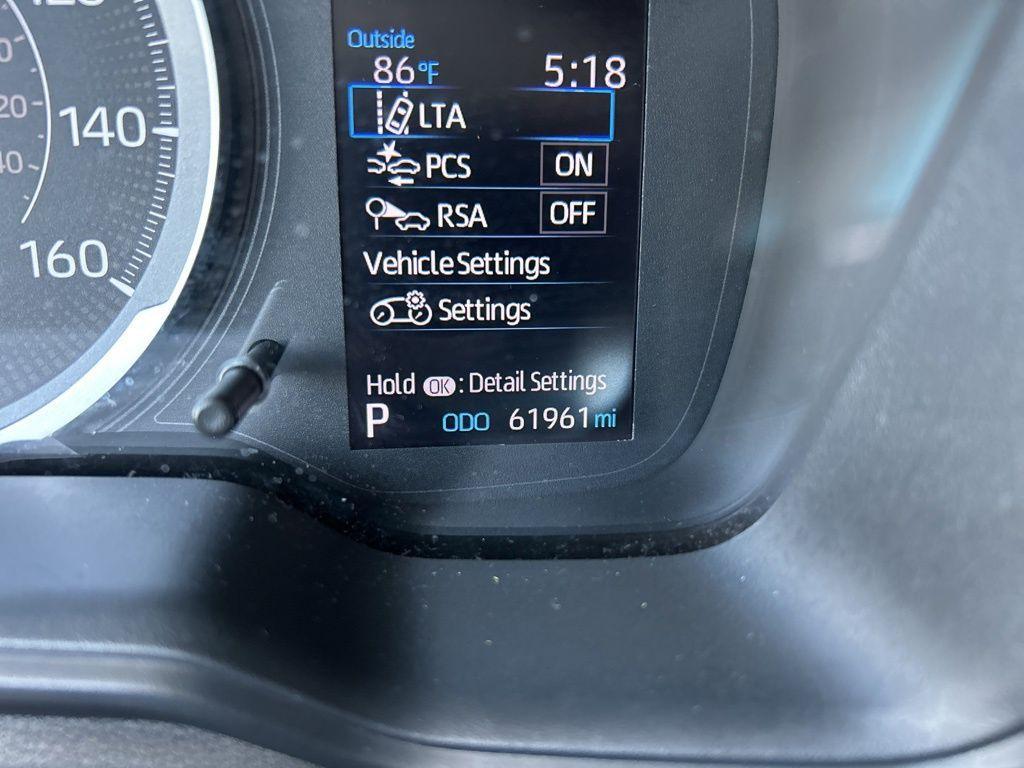 Outside
86°F 5:18
LTA
PCS ON
RSA OFF
Vehicle Settings
Settings
Hold OK : Detail Settings
P ODO 61961 mi
140
160